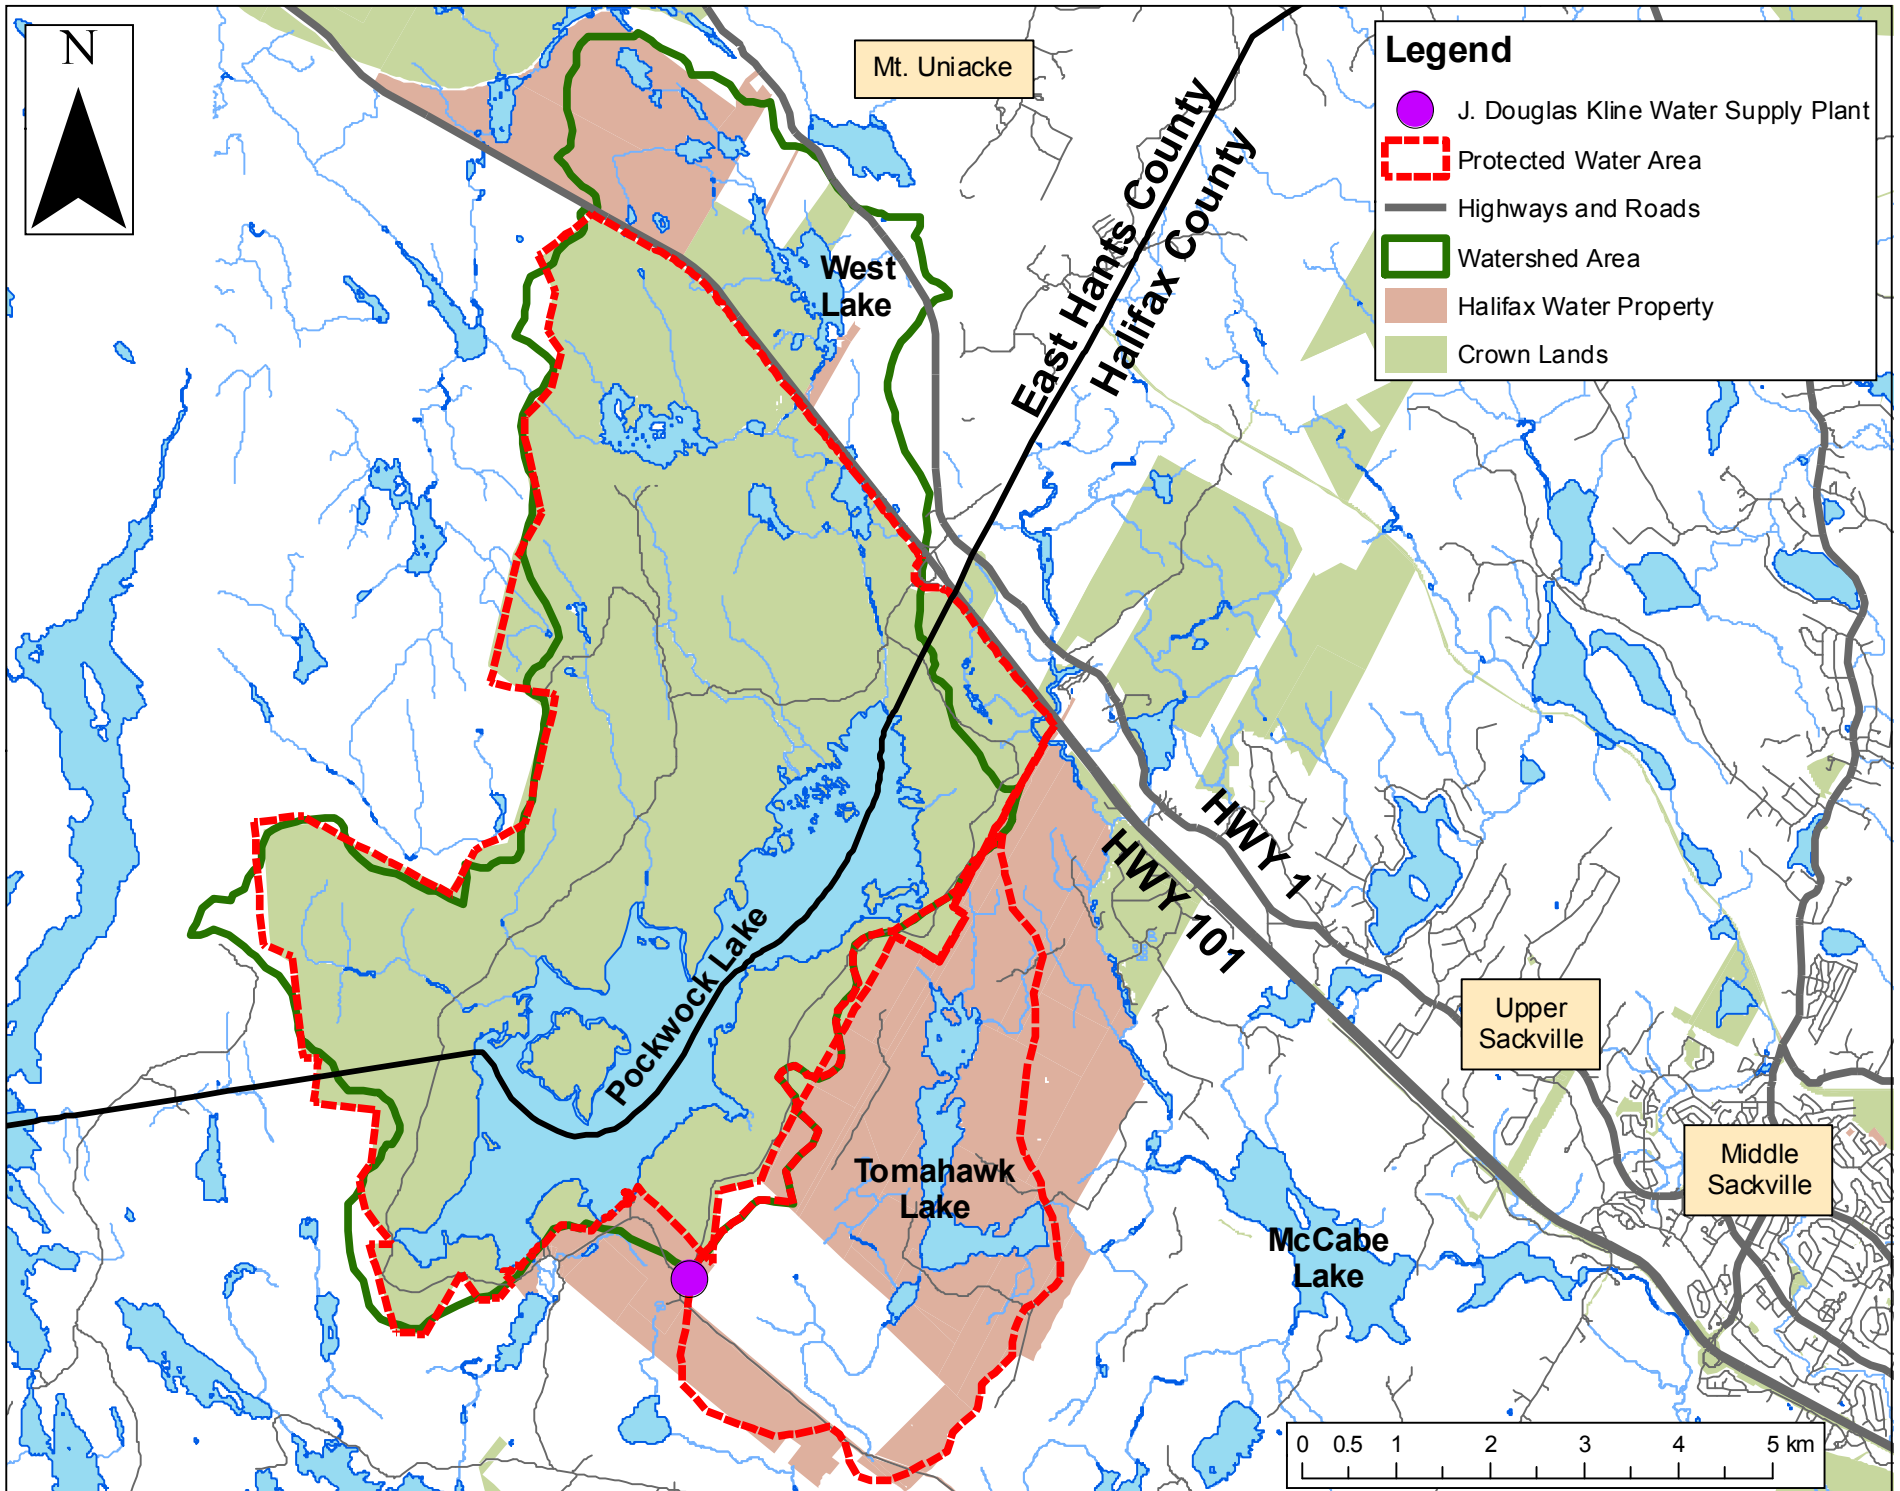 N
Mt. Uniacke
Legend
J. Douglas Kline Water Supply Plant
Protected Water Area
Highways and Roads
Watershed Area
Halifax Water Property
Crown Lands
East Hants County
Halifax County
West
Lake
HWY 1
HWY 101
Pockwock Lake
Upper
Sackville
Middle
Sackville
Tomahawk
Lake
McCabe
Lake
0 0.5 1 2 3 4 5 km